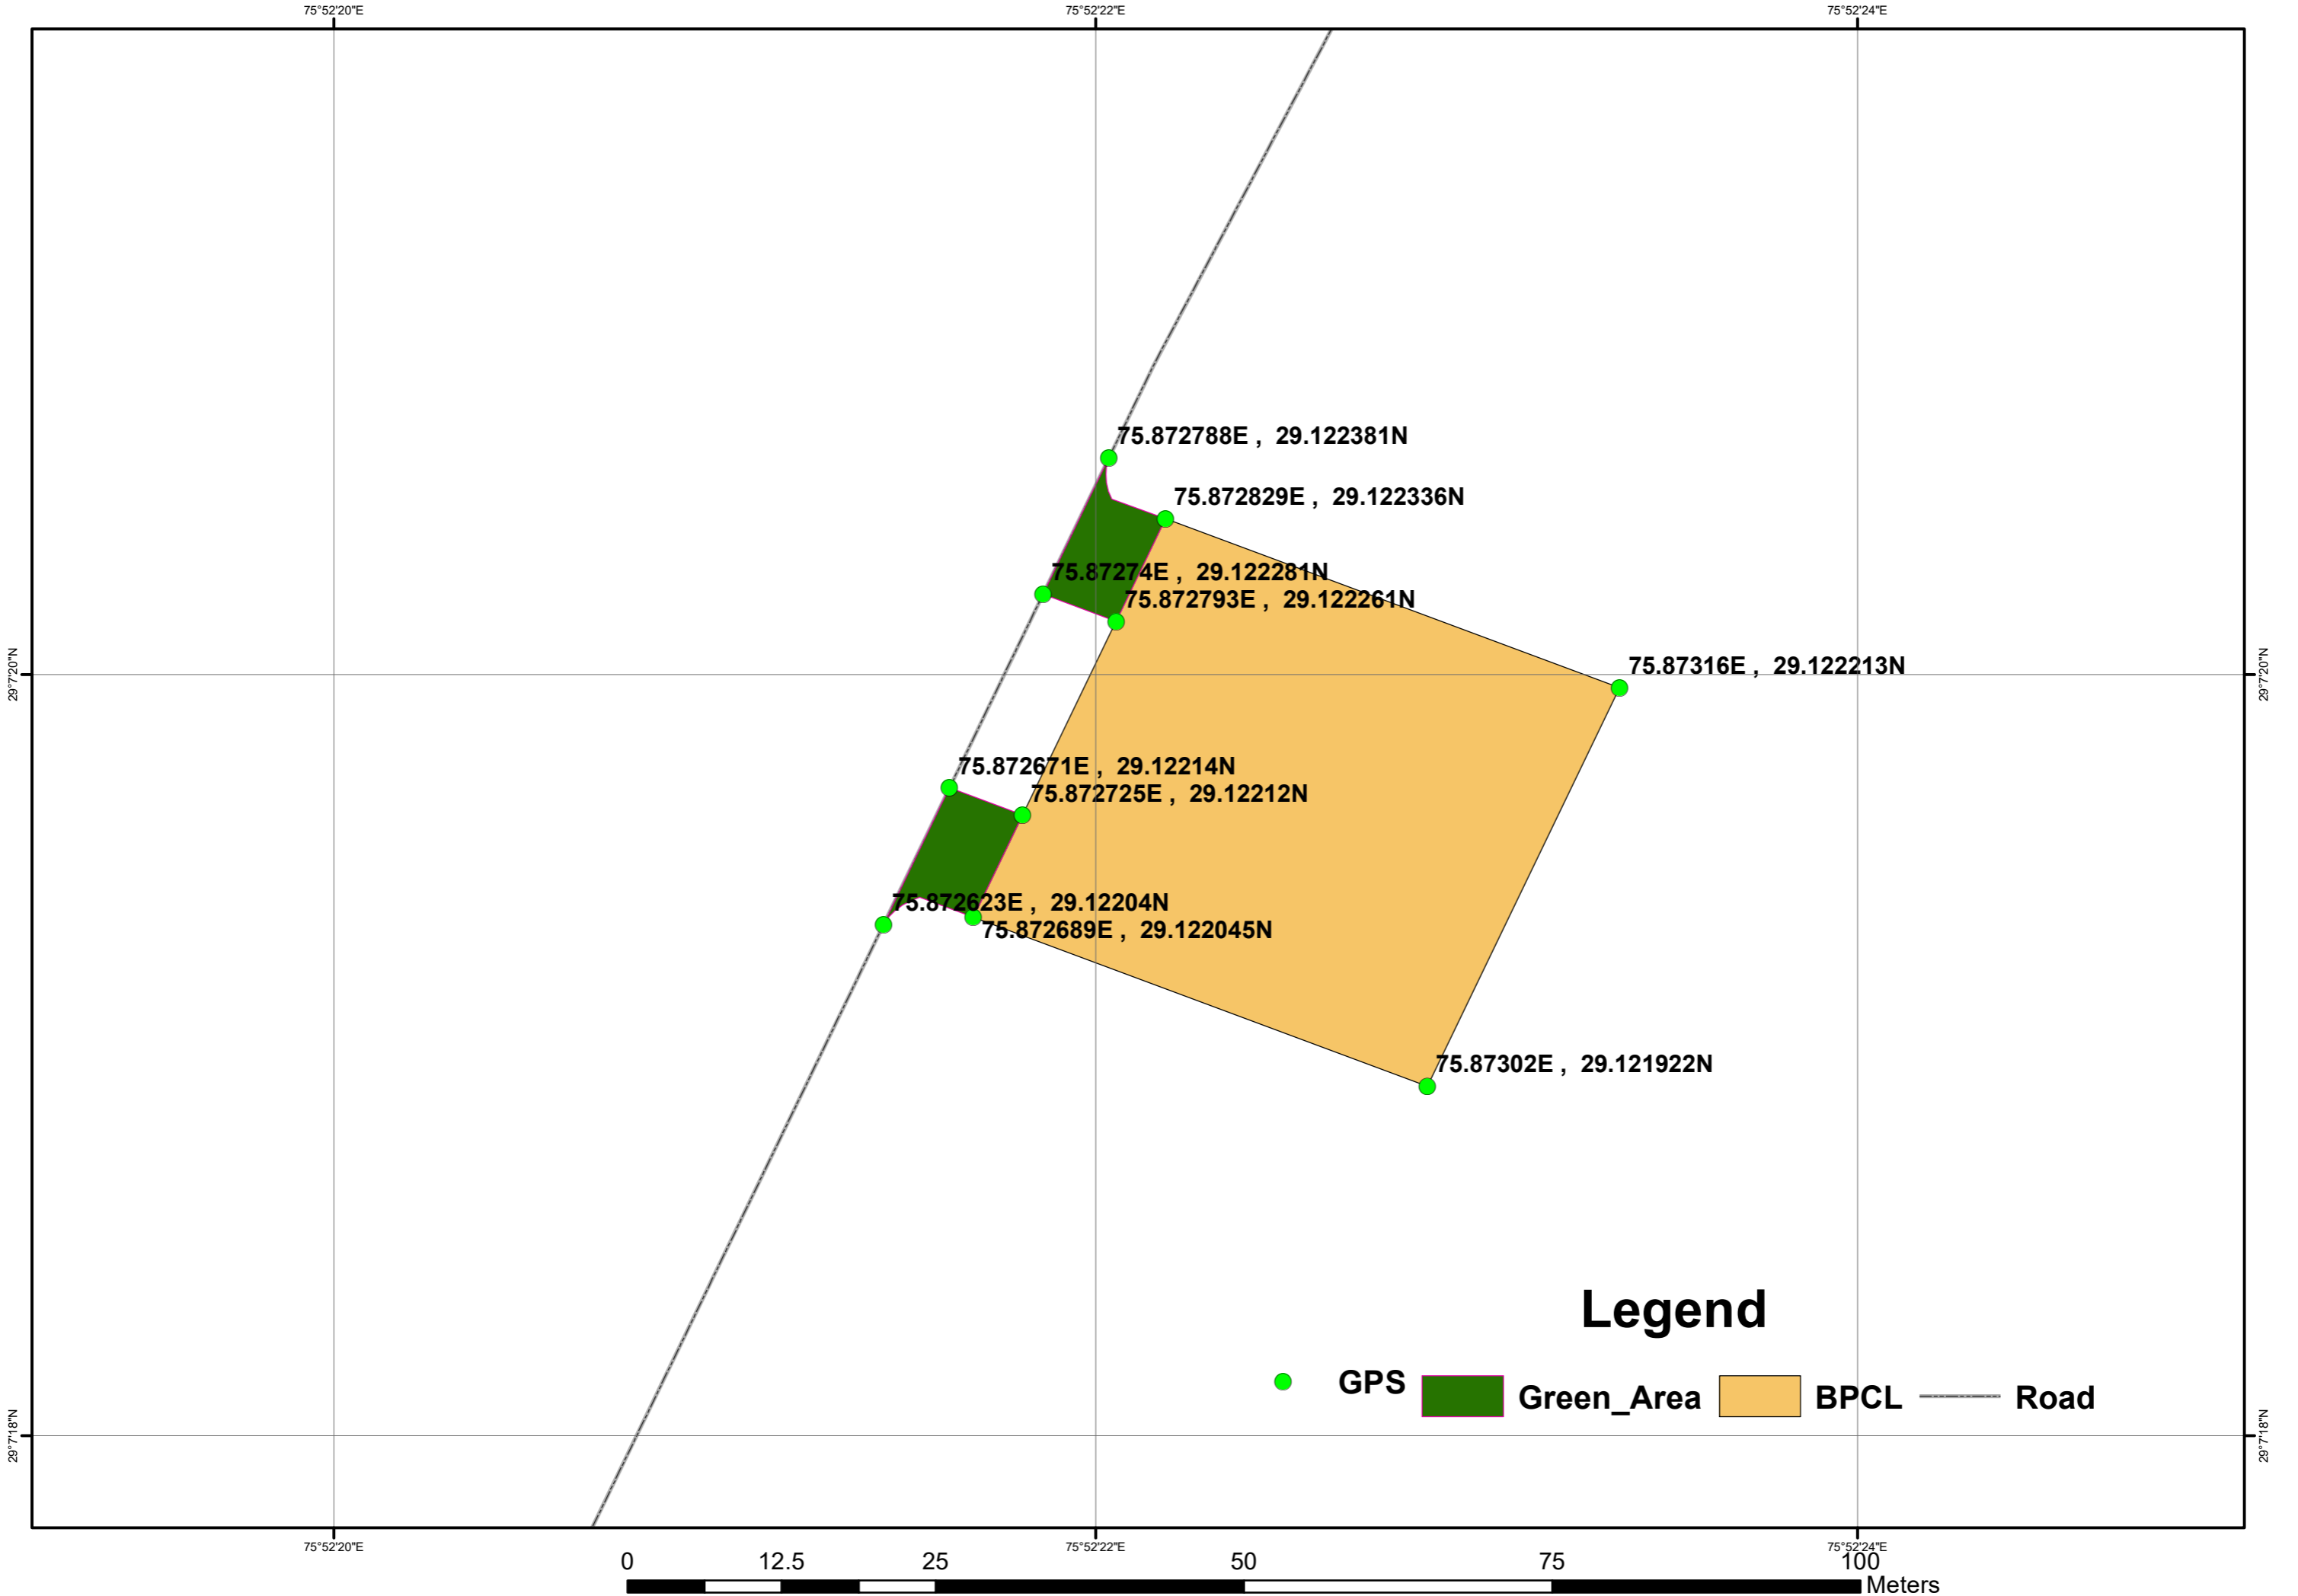 75°52'20"E 75°52'22"E 75°52'24"E
75.872788E , 29.122381N
75.872829E , 29.122336N
75.87274E , 29.122281N
75.872793E , 29.122261N
29°7'20"N
29°7'20"N
75.87316E , 29.122213N
75.872671E , 29.12214N
75.872725E , 29.12212N
75.872623E , 29.12204N
75.872689E , 29.122045N
75.87302E , 29.121922N
Legend
GPS Green_Area BPCL Road
29°7'18"N
29°7'18"N
75°52'20"E 75°52'22"E 75°52'24"E
0 12.5 25 50 75 100
Meters